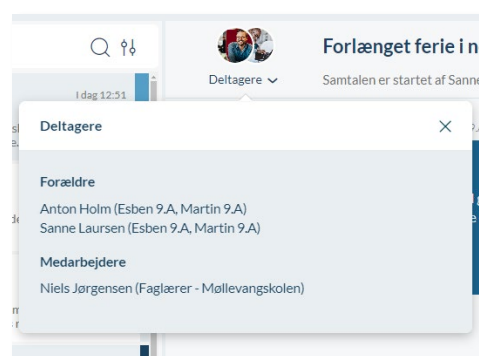 Forlænget ferie i n
I dag 12:51
Deltagere
Samtalen er startet af Sanne
Deltagere
Forældre
Anton Holm (Esben 9.A, Martin 9.A)
Sanne Laursen (Esben 9.A, Martin 9.A)
Medarbejdere
Niels Jørgensen (Faglærer - Møllevangskolen)